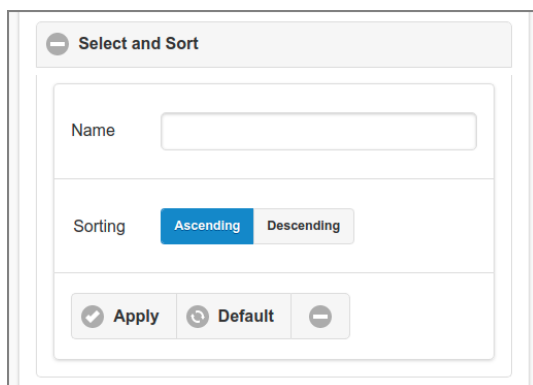 Select and Sort
Name
Sorting Ascending Descending
Apply Default